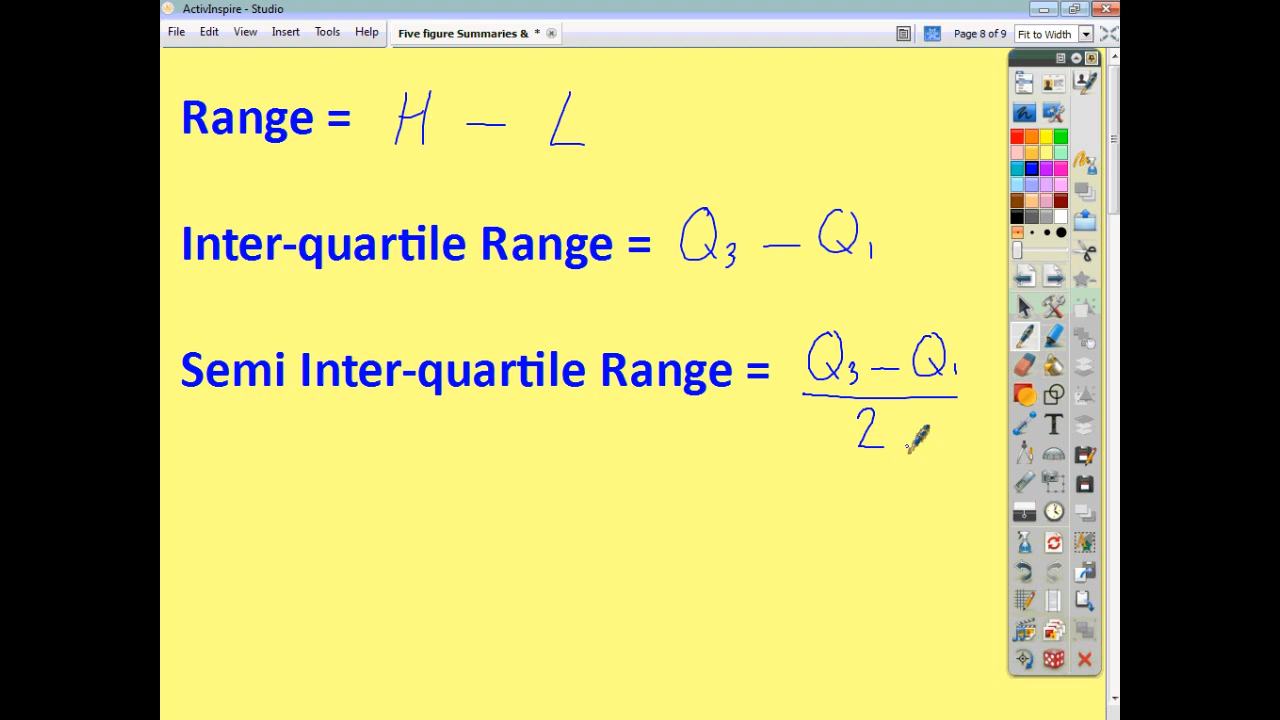 ActivInspire - Studio
File Edit View Insert Tools Help
Five figure Summaries & *
Page 8 of 9
Fit to Width
Range = H - L
Inter-quartile Range = Q₃ - Q₁
Semi Inter-quartile Range = Q₃ - Q₁
2